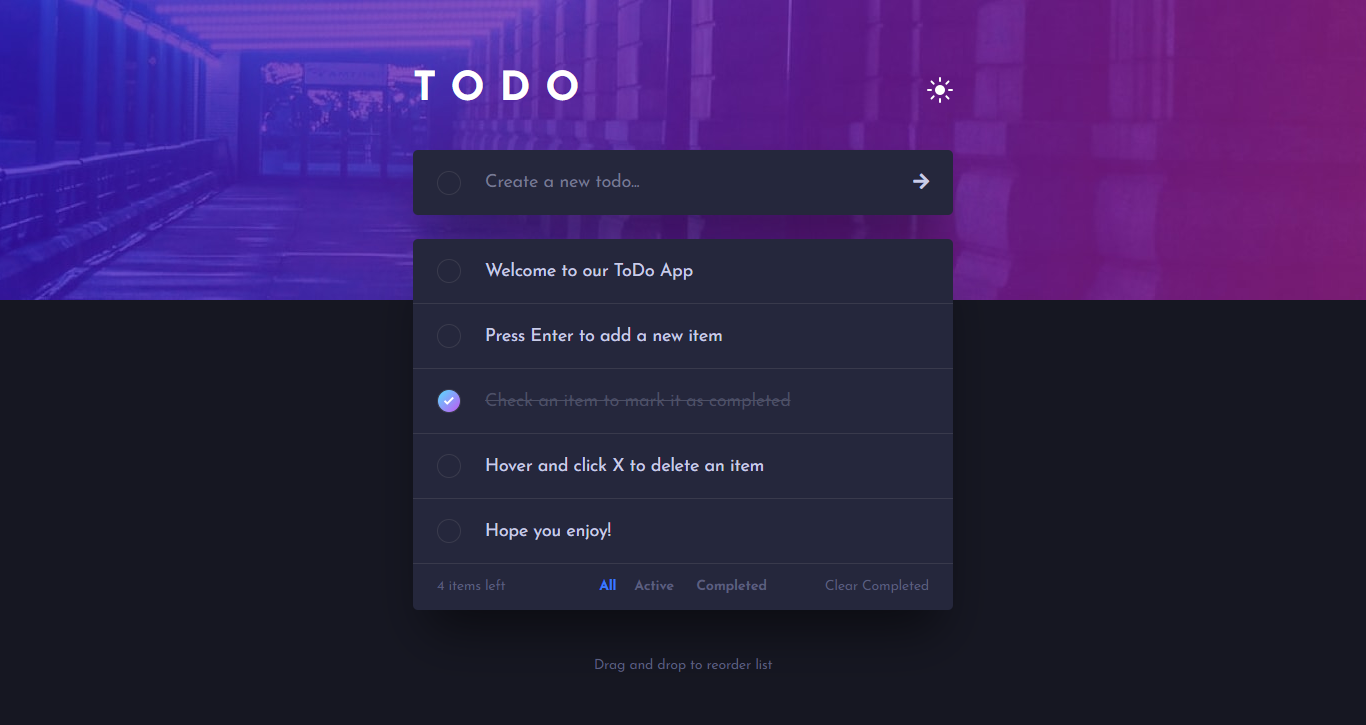 TODO
Create a new todo...
Welcome to our ToDo App
Press Enter to add a new item
Check an item to mark it as completed
Hover and click X to delete an item
Hope you enjoy!
4 items left All Active Completed Clear Completed
Drag and drop to reorder list